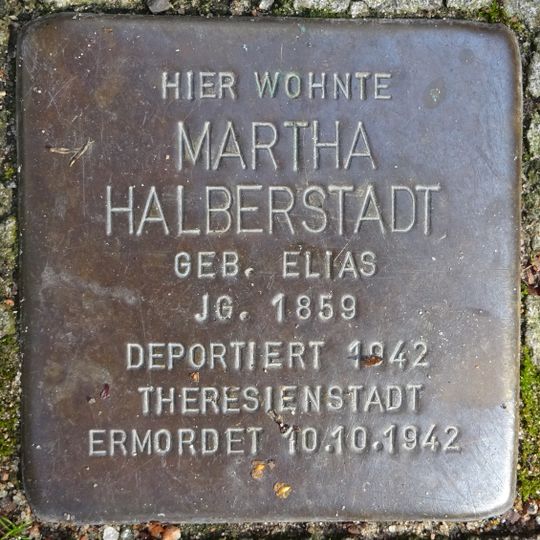 HIER WOHNTE
MARTHA
HALBERSTADT
GEB. ELIAS
JG. 1859
DEPORTIERT 1942
THERESIENSTADT
ERMORDET 10.10.1942